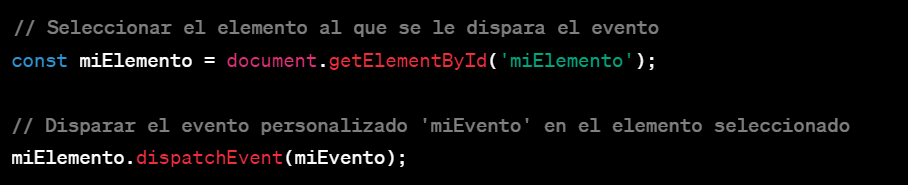 // Seleccionar el elemento al que se le dispara el evento
const miElemento = document.getElementById('miElemento');
// Disparar el evento personalizado 'miEvento' en el elemento seleccionado
miElemento.dispatchEvent(miEvento);